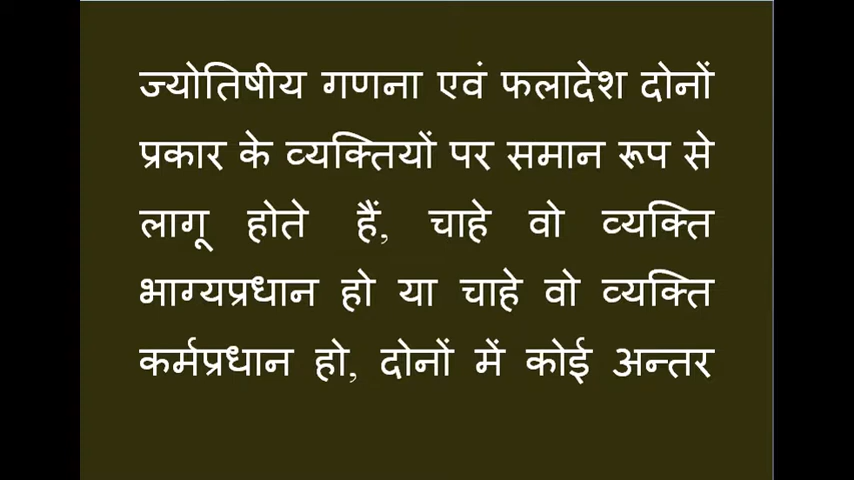 ज्योतिषीय गणना एवं फलादेश दोनों
प्रकार के व्यक्तियों पर समान रूप से
लागू होते हैं, चाहे वो व्यक्ति
भाग्यप्रधान हो या चाहे वो व्यक्ति
कर्मप्रधान हो, दोनों में कोई अन्तर